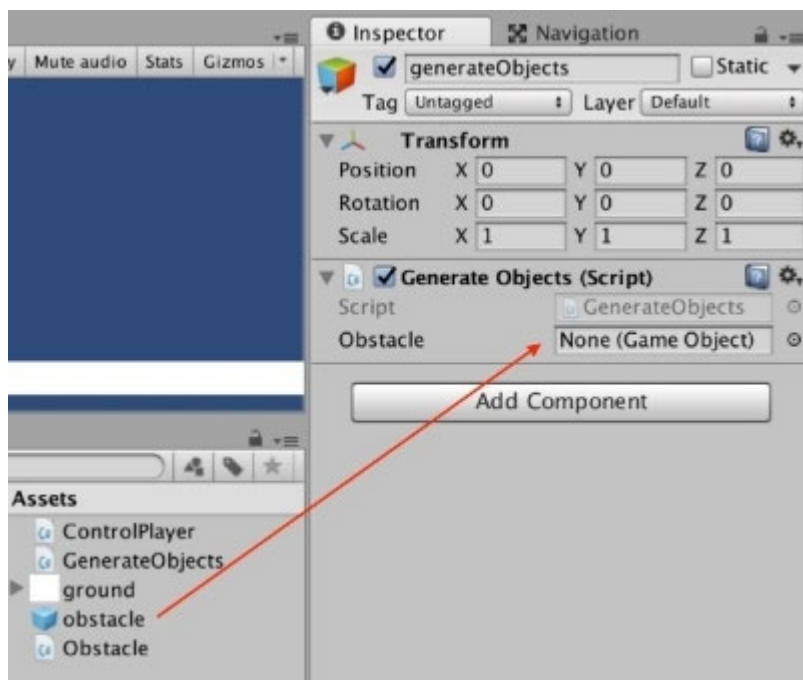 Inspector Navigation
Mute audio Stats Gizmos
generateObjects Static
Tag Untagged Layer Default
Transform
Position X 0 Y 0 Z 0
Rotation X 0 Y 0 Z 0
Scale X 1 Y 1 Z 1
Generate Objects (Script)
Script GenerateObjects
Obstacle None (Game Object)
Add Component
Assets
ControlPlayer
GenerateObjects
ground
obstacle
Obstacle